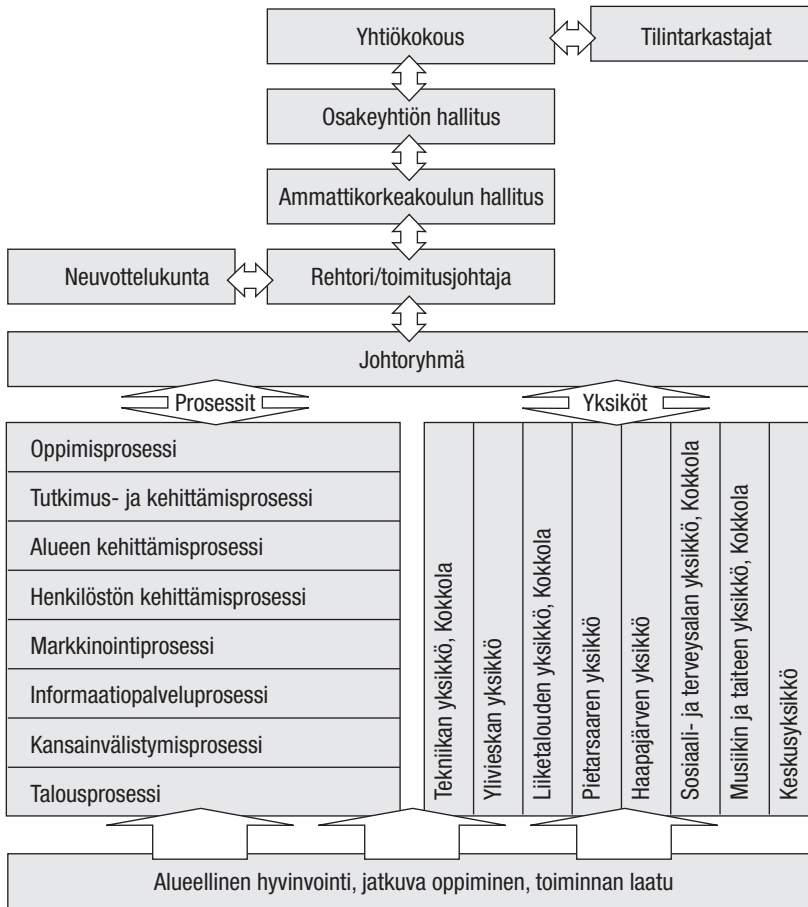 Yhtiökokous
Tilintarkastajat
Osakeyhtiön hallitus
Ammattikorkeakoulun hallitus
Neuvottelukunta
Rehtori/toimitusjohtaja
Johtoryhmä
Prosessit
Yksiköt
Oppimisprosessi
Tutkimus- ja kehittämisprosessi
Alueen kehittämisprosessi
Henkilöstön kehittämisprosessi
Markkinointiprosessi
Informaatiopalveluprosessi
Kansainvälistymisprosessi
Talousprosessi
Tekniikan yksikkö, Kokkola
Ylivieskan yksikkö
Liiketalouden yksikkö, Kokkola
Pietarsaaren yksikkö
Haapajärven yksikkö
Sosiaali- ja terveysalan yksikkö, Kokkola
Musiikin ja taiteen yksikkö, Kokkola
Keskusyksikkö
Alueellinen hyvinvointi, jatkuva oppiminen, toiminnan laatu